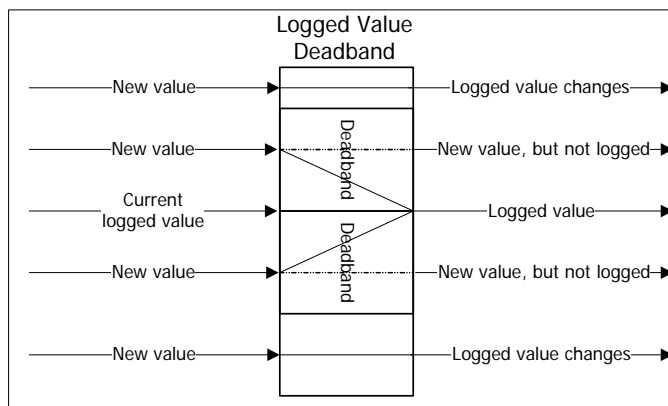 Logged Value
Deadband
New value
Logged value changes
Deadband
New value
New value, but not logged
Current
logged value
Logged value
Deadband
New value
New value, but not logged
New value
Logged value changes